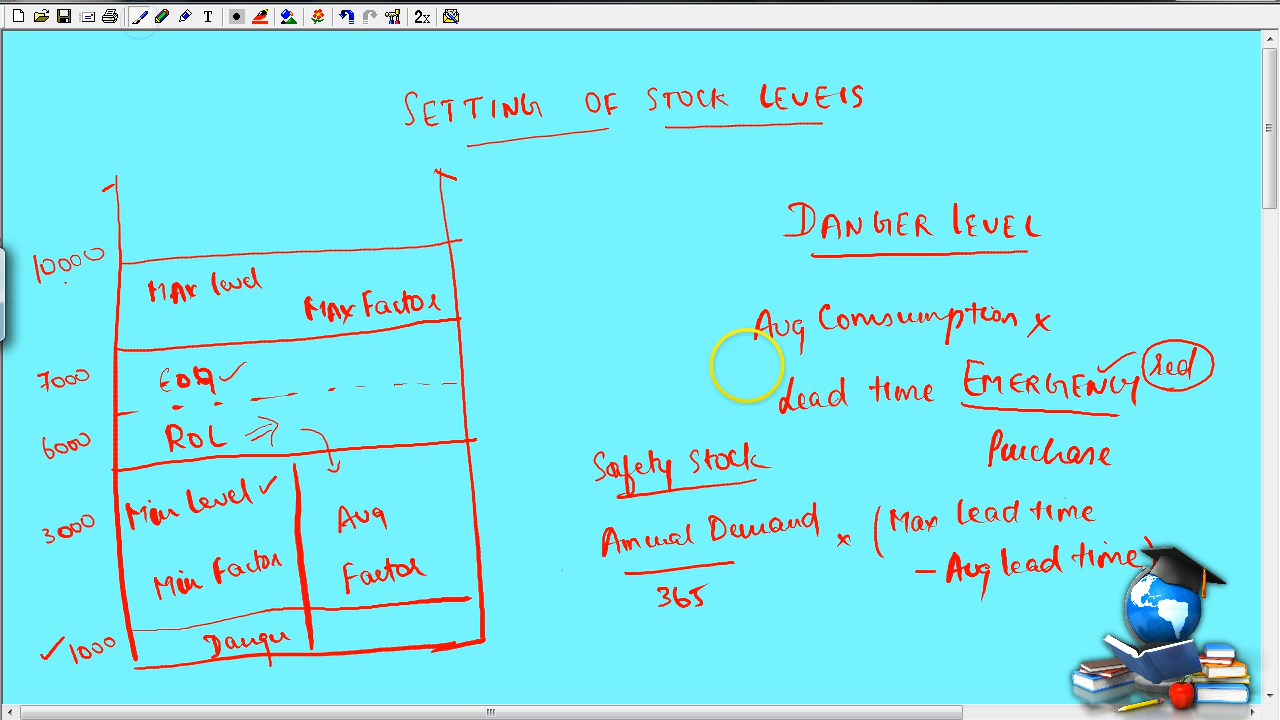 SETTING OF STOCK LEVELS
10000
MAX level
MAX Factor
7000
EOQ
6000
ROL
Min Level
3000
Avg
Min Factor
Factor
1000
Danger
DANGER LEVEL
Avg Consumption x
Lead time EMERGENCY red
Purchase
Safety Stock
Annual Demand x (Max Lead time
365
- Avg lead time)
T
2x